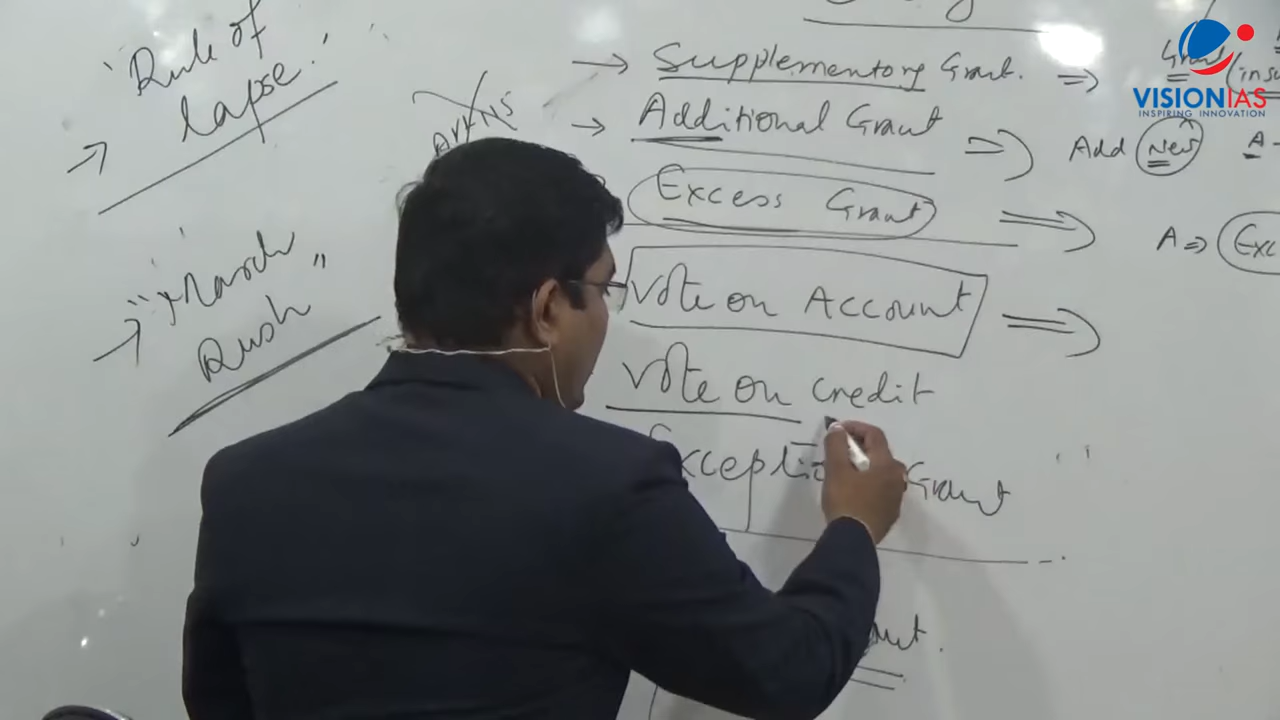 "Rule of
lapse."
"March
Rush"
Supplementary Grant.
Additional Grant
Add New
Excess Grant
Vote on Account
Vote on Credit
Grant
VISIONIAS
INSPIRING INNOVATION